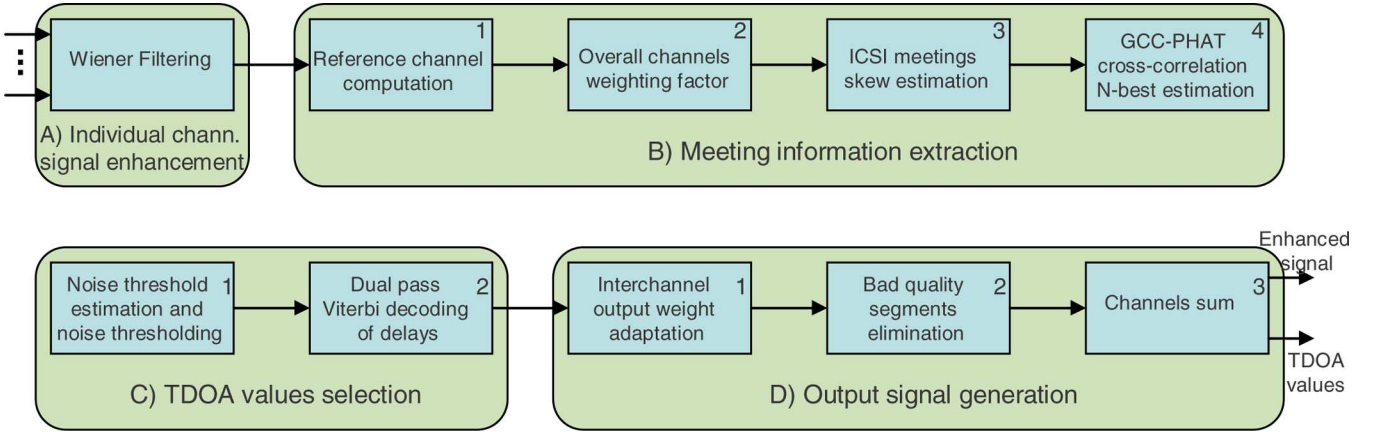 Wiener Filtering
A) Individual chann.
signal enhancement
1
Reference channel
computation
2
Overall channels
weighting factor
3
ICSI meetings
skew estimation
4
GCC-PHAT
cross-correlation
N-best estimation
B) Meeting information extraction
Noise threshold
1
estimation and
noise thresholding
Dual pass
2
Viterbi decoding
of delays
C) TDOA values selection
Interchannel
1
output weight
adaptation
Bad quality
2
segments
elimination
3
Channels sum
D) Output signal generation
Enhanced
signal
TDOA
values